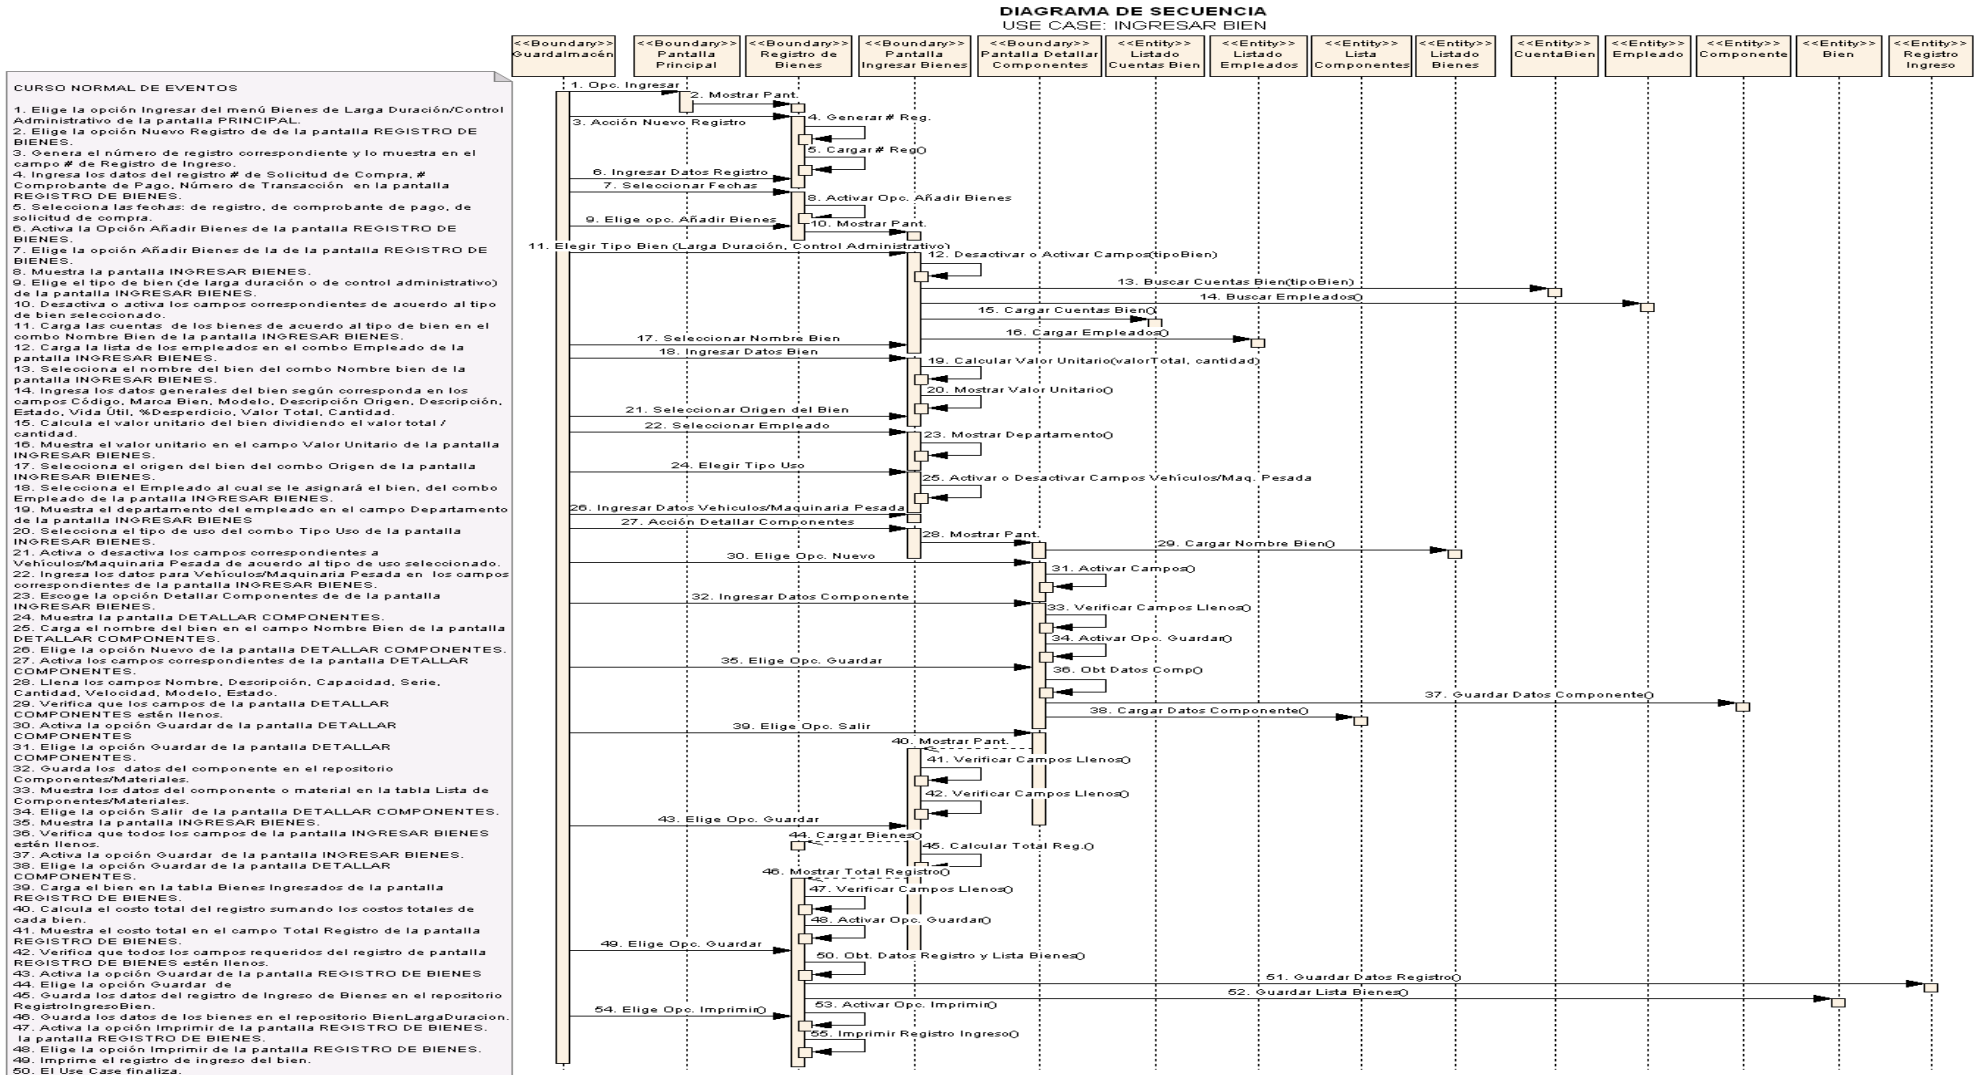 DIAGRAMA DE SECUENCIA
USE CASE: INGRESAR BIEN
<<Boundary>>
GuardaImacén
<<Boundary>>
Pantalla
Principal
<<Boundary>>
Registro de
Bienes
<<Boundary>>
Pantalla
Ingresar Bienes
<<Boundary>>
Pantalla Detallar
Componentes
<<Entity>>
Listado
Cuentas Bien
<<Entity>>
Listado
Empleados
<<Entity>>
Lista
Componentes
<<Entity>>
Listado
Bienes
<<Entity>>
CuentaBien
<<Entity>>
Empleado
<<Entity>>
Componente
<<Entity>>
Bien
<<Entity>>
Registro
Ingreso
CURSO NORMAL DE EVENTOS
1. Elige la opción Ingresar del menú Bienes de Larga Duración/Control
Administrativo de la pantalla PRINCIPAL.
2. Elige la opción Nuevo Registro de de la pantalla REGISTRO DE
BIENES.
3. Genera el número de registro correspondiente y lo muestra en el
campo # de Registro de Ingreso.
4. Ingresa los datos del registro # de Solicitud de Compra, #
Comprobante de Pago, Número de Transacción en la pantalla
REGISTRO DE BIENES.
5. Selecciona las fechas: de registro, de comprobante de pago, de
solicitud de compra.
6. Activa la Opción Añadir Bienes de la pantalla REGISTRO DE
BIENES.
7. Elige la opción Añadir Bienes de la de la pantalla REGISTRO DE
BIENES.
8. Muestra la pantalla INGRESAR BIENES.
9. Elige el tipo de bien (de larga duración o de control administrativo)
de la pantalla INGRESAR BIENES.
10. Desactiva o activa los campos correspondientes de acuerdo al tipo
de bien seleccionado.
11. Carga las cuentas de los bienes de acuerdo al tipo de bien en el
combo Nombre Bien de la pantalla INGRESAR BIENES.
12. Carga la lista de los empleados en el combo Empleado de la
pantalla INGRESAR BIENES.
13. Selecciona el nombre del bien del combo Nombre bien de la
pantalla INGRESAR BIENES.
14. Ingresa los datos generales del bien según corresponda en los
campos Código, Marca Bien, Modelo, Descripción Origen, Descripción,
Estado, Vida Útil, %Desperdicio, Valor Total, Cantidad.
15. Calcula el valor unitario del bien dividiendo el valor total /
cantidad.
16. Muestra el valor unitario en el campo Valor Unitario de la pantalla
INGRESAR BIENES.
17. Selecciona el origen del bien del combo Origen de la pantalla
INGRESAR BIENES.
18. Selecciona el Empleado al cual se le asignará el bien, del combo
Empleado de la pantalla INGRESAR BIENES.
19. Muestra el departamento del empleado en el campo Departamento
de la pantalla INGRESAR BIENES
20. Selecciona el tipo de uso del combo Tipo Uso de la pantalla
INGRESAR BIENES.
21. Activa o desactiva los campos correspondientes a
Vehículos/Maquinaria Pesada de acuerdo al tipo de uso seleccionado.
22. Ingresa los datos para Vehículos/Maquinaria Pesada en los campos
correspondientes de la pantalla INGRESAR BIENES.
23. Escoge la opción Detallar Componentes de de la pantalla
INGRESAR BIENES.
24. Muestra la pantalla DETALLAR COMPONENTES.
25. Carga el nombre del bien en el campo Nombre Bien de la pantalla
DETALLAR COMPONENTES.
26. Elige la opción Nuevo de la pantalla DETALLAR COMPONENTES.
27. Activa los campos correspondientes de la pantalla DETALLAR
COMPONENTES.
28. Llena los campos Nombre, Descripción, Capacidad, Serie,
Cantidad, Velocidad, Modelo, Estado.
29. Verifica que los campos de la pantalla DETALLAR
COMPONENTES estén llenos.
30. Activa la opción Guardar de la pantalla DETALLAR
COMPONENTES
31. Elige la opción Guardar de la pantalla DETALLAR
COMPONENTES.
32. Guarda los datos del componente en el repositorio
Componentes/Materiales.
33. Muestra los datos del componente o material en la tabla Lista de
Componentes/Materiales.
34. Elige la opción Salir de la pantalla DETALLAR COMPONENTES.
35. Muestra la pantalla INGRESAR BIENES.
36. Verifica que todos los campos de la pantalla INGRESAR BIENES
estén llenos.
37. Activa la opción Guardar de la pantalla INGRESAR BIENES.
38. Elige la opción Guardar de la pantalla DETALLAR
COMPONENTES.
39. Carga el bien en la tabla Bienes Ingresados de la pantalla
REGISTRO DE BIENES.
40. Calcula el costo total del registro sumando los costos totales de
cada bien.
41. Muestra el costo total en el campo Total Registro de la pantalla
REGISTRO DE BIENES.
42. Verifica que todos los campos requeridos del registro de pantalla
REGISTRO DE BIENES estén llenos.
43. Activa la opción Guardar de la pantalla REGISTRO DE BIENES
44. Elige la opción Guardar de
45. Guarda los datos del registro de Ingreso de Bienes en el repositorio
RegistroIngresoBien.
46. Guarda los datos de los bienes en el repositorio BienLargaDuracion.
47. Activa la opción Imprimir de la pantalla REGISTRO DE BIENES.
la pantalla REGISTRO DE BIENES.
48. Elige la opción Imprimir de la pantalla REGISTRO DE BIENES.
49. Imprime el registro de ingreso del bien.
50. El Use Case finaliza.
1. Opc. Ingresar
2. Mostrar Pant.
3. Acción Nuevo Registro
4. Generar # Reg.
5. Cargar # Reg()
6. Ingresar Datos Registro
7. Seleccionar Fechas
8. Activar Opc. Añadir Bienes
9. Elige opc. Añadir Bienes
10. Mostrar Pant.
11. Elegir Tipo Bien (Larga Duración, Control Administrativo)
12. Desactivar o Activar Campos(tipoBien)
13. Buscar Cuentas Bien(tipoBien)
14. Buscar Empleados()
15. Cargar Cuentas Bien()
16. Cargar Empleados()
17. Seleccionar Nombre Bien
18. Ingresar Datos Bien
19. Calcular Valor Unitario(valorTotal, cantidad)
20. Mostrar Valor Unitario()
21. Seleccionar Origen del Bien
22. Seleccionar Empleado
23. Mostrar Departamento()
24. Elegir Tipo Uso
25. Activar o Desactivar Campos Vehículos/Maq. Pesada
26. Ingresar Datos Vehículos/Maquinaria Pesada
27. Acción Detallar Componentes
28. Mostrar Pant.
29. Cargar Nombre Bien()
30. Elige Opc. Nuevo
31. Activar Campos()
32. Ingresar Datos Componente
33. Verificar Campos Llenos()
34. Activar Opc. Guardar()
35. Elige Opc. Guardar
36. Obt Datos Comp()
37. Guardar Datos Componente()
38. Cargar Datos Componente()
39. Elige Opc. Salir
40. Mostrar Pant.
41. Verificar Campos Llenos()
42. Verificar Campos Llenos()
43. Elige Opc. Guardar
44. Cargar Bienes()
45. Calcular Total Reg.()
46. Mostrar Total Registro()
47. Verificar Campos Llenos()
48. Activar Opc. Guardar()
49. Elige Opc. Guardar
50. Obt. Datos Registro y Lista Bienes()
51. Guardar Datos Registro()
52. Guardar Lista Bienes()
53. Activar Opc. Imprimir()
54. Elige Opc. Imprimir()
55. Imprimir Registro Ingreso()